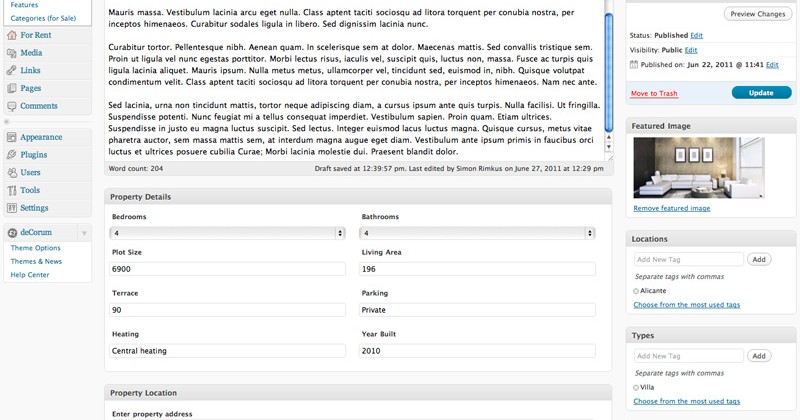 Features
Categories (for Sale)
For Rent
Media
Links
Pages
Comments
Appearance
Plugins
Users
Tools
Settings
deCorum
Theme Options
Themes & News
Help Center
Mauris massa. Vestibulum lacinia arcu eget nulla. Class aptent taciti sociosqu ad litora torquent per conubia nostra, per
inceptos himenaeos. Curabitur sodales ligula in libero. Sed dignissim lacinia nunc.
Curabitur tortor. Pellentesque nibh. Aenean quam. In scelerisque sem at dolor. Maecenas mattis. Sed convallis tristique sem.
Proin ut ligula vel nunc egestas porttitor. Morbi lectus risus, iaculis vel, suscipit quis, luctus non, massa. Fusce ac turpis quis
ligula lacinia aliquet. Mauris ipsum. Nulla metus metus, ullamcorper vel, tincidunt sed, euismod in, nibh. Quisque volutpat
condimentum velit. Class aptent taciti sociosqu ad litora torquent per conubia nostra, per inceptos himenaeos. Nam nec ante.
Sed lacinia, urna non tincidunt mattis, tortor neque adipiscing diam, a cursus ipsum ante quis turpis. Nulla facilisi. Ut fringilla.
Suspendisse potenti. Nunc feugiat mi a tellus consequat imperdiet. Vestibulum sapien. Proin quam. Etiam ultrices.
Suspendisse in justo eu magna luctus suscipit. Sed lectus. Integer euismod lacus luctus magna. Quisque cursus, metus vitae
pharetra auctor, sem massa mattis sem, at interdum magna augue eget diam. Vestibulum ante ipsum primis in faucibus orci
luctus et ultrices posuere cubilia Curae; Morbi lacinia molestie dui. Praesent blandit dolor.
Word count: 204
Draft saved at 12:39:57 pm. Last edited by Simon Rimkus on June 27, 2011 at 12:29 pm
Property Details
Bedrooms
Bathrooms
4
4
Plot Size
Living Area
6900
196
Terrace
Parking
90
Private
Heating
Year Built
Central heating
2010
Property Location
Enter property address
Preview Changes
Status: Published Edit
Visibility: Public Edit
Published on: Jun 22, 2011 @ 11:41 Edit
Move to Trash
Update
Featured Image
Remove featured image
Locations
Add New Tag
Add
Separate tags with commas
Alicante
Choose from the most used tags
Types
Add New Tag
Add
Separate tags with commas
Villa
Choose from the most used tags